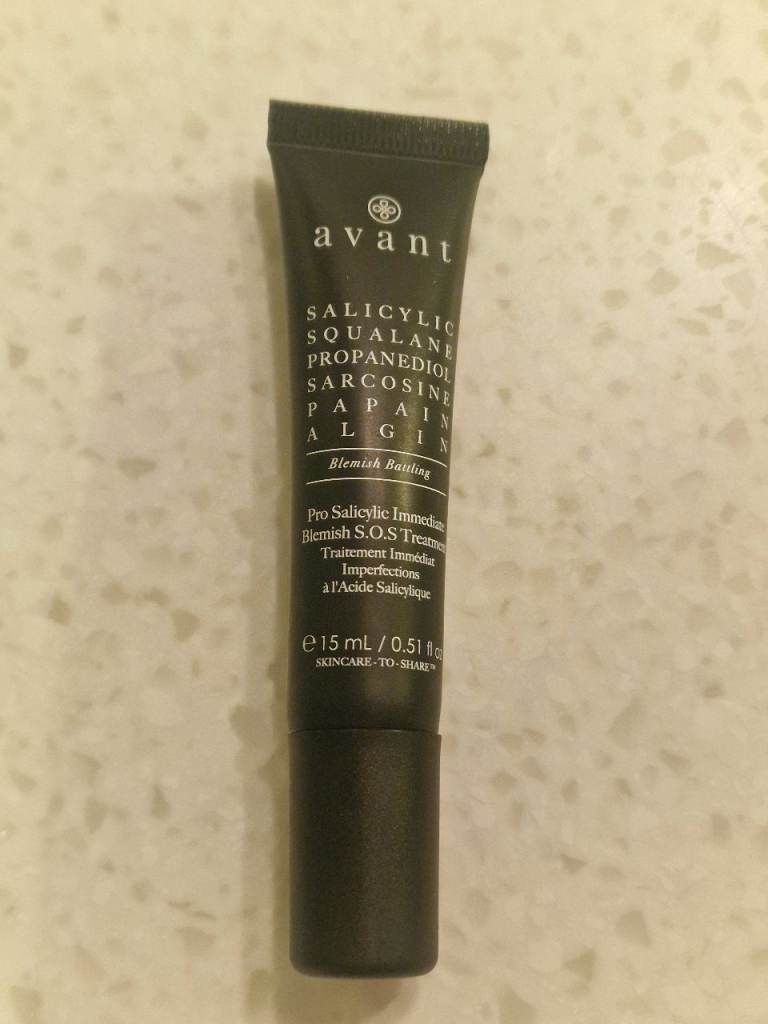 avant
SALICYLIC
SQUALANE
PROPANEDIOL
SARCOSINE
PAPAIN
ALGIN
Blemish Battling
Pro Salicylic Immediate
Blemish S.O.S Treatment
Traitement Immédiat
Imperfections
à l'Acide Salicylique
℮ 15 mL / 0.51 fl oz
SKINCARE-TO-SHARE™